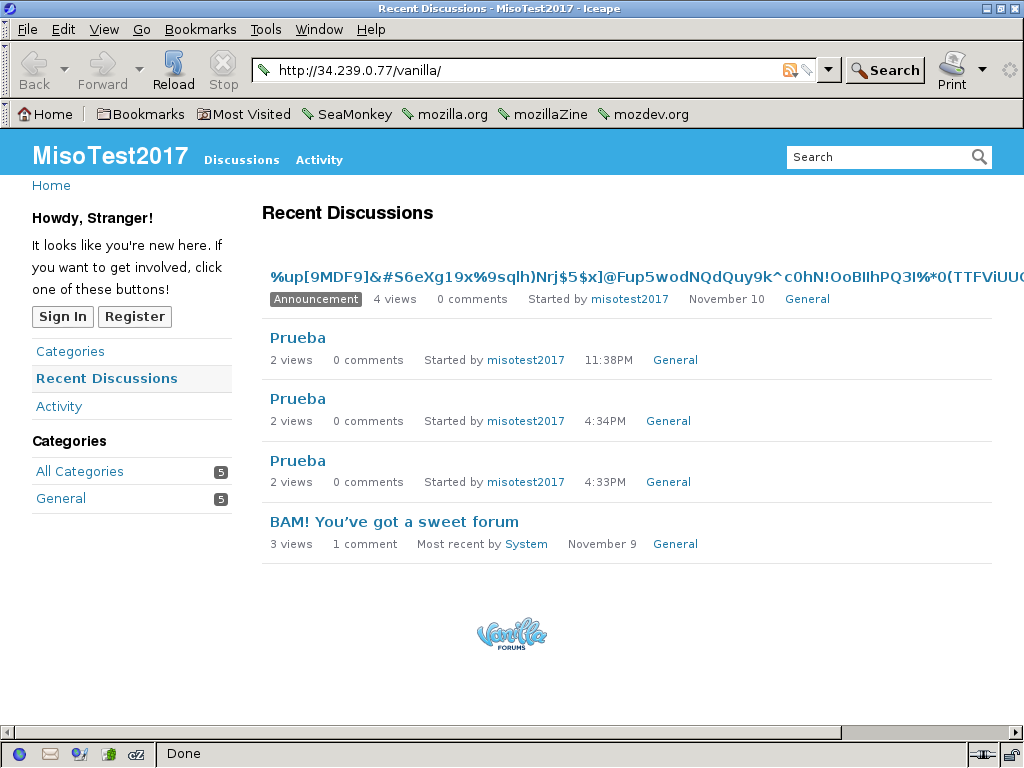 Recent Discussions - MisoTest2017 - Iceape
File Edit View Go Bookmarks Tools Window Help
Back Forward Reload Stop http://34.239.0.77/vanilla/ Search Print
Home Bookmarks Most Visited SeaMonkey mozilla.org mozillaZine mozdev.org
MisoTest2017 Discussions Activity Search
Home
Howdy, Stranger!
It looks like you're new here. If
you want to get involved, click
one of these buttons!
Sign In Register
Categories
Recent Discussions
Activity
Categories
All Categories 5
General 5
Recent Discussions
%up[9MDF9]&#S6eXg19x%9sqlh)Nrj$5$x]@Fup5wodNQdQuy9k^c0hN!OoBIlhPQ3I%*0(TTFViUU
Announcement 4 views 0 comments Started by misotest2017 November 10 General
Prueba
2 views 0 comments Started by misotest2017 11:38PM General
Prueba
2 views 0 comments Started by misotest2017 4:34PM General
Prueba
2 views 0 comments Started by misotest2017 4:33PM General
BAM! You’ve got a sweet forum
3 views 1 comment Most recent by System November 9 General
Vanilla
FORUMS
Done